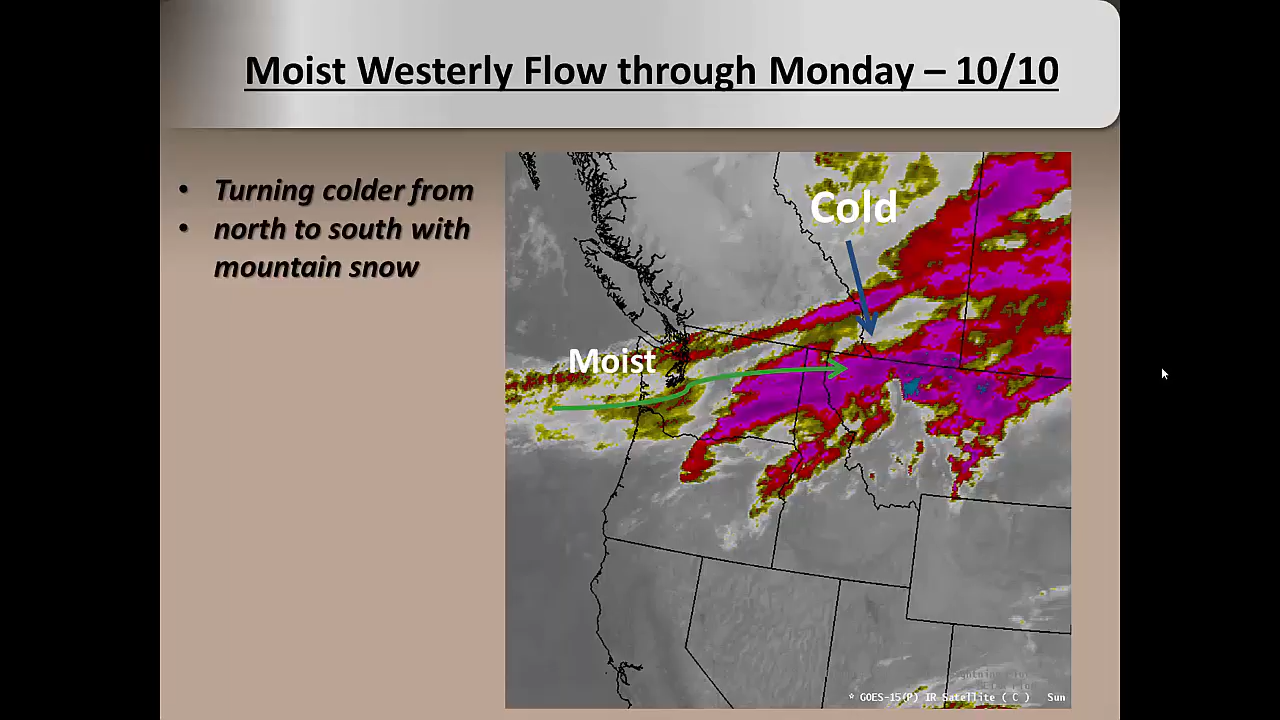 Moist Westerly Flow through Monday – 10/10
• Turning colder from
• north to south with
mountain snow
Cold
Moist
* GOES-15(P) IR Satellite ( C ) Sun